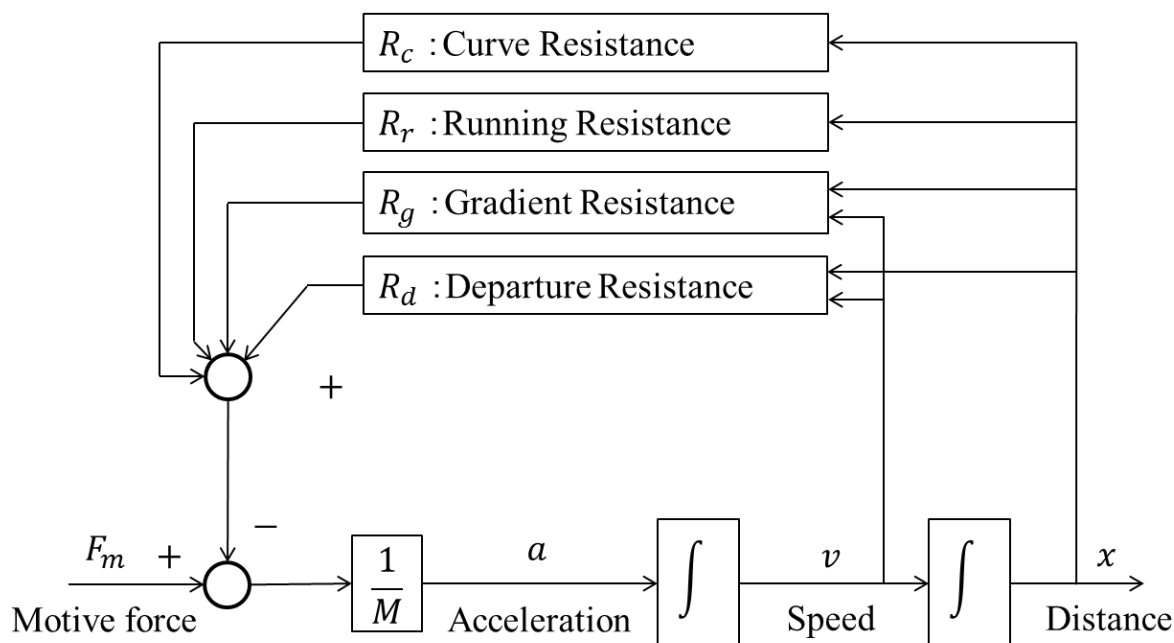 R_c : Curve Resistance
R_r : Running Resistance
R_g : Gradient Resistance
R_d : Departure Resistance
+
−
F_m +
1/M
a
∫
v
∫
x
Motive force
Acceleration
Speed
Distance